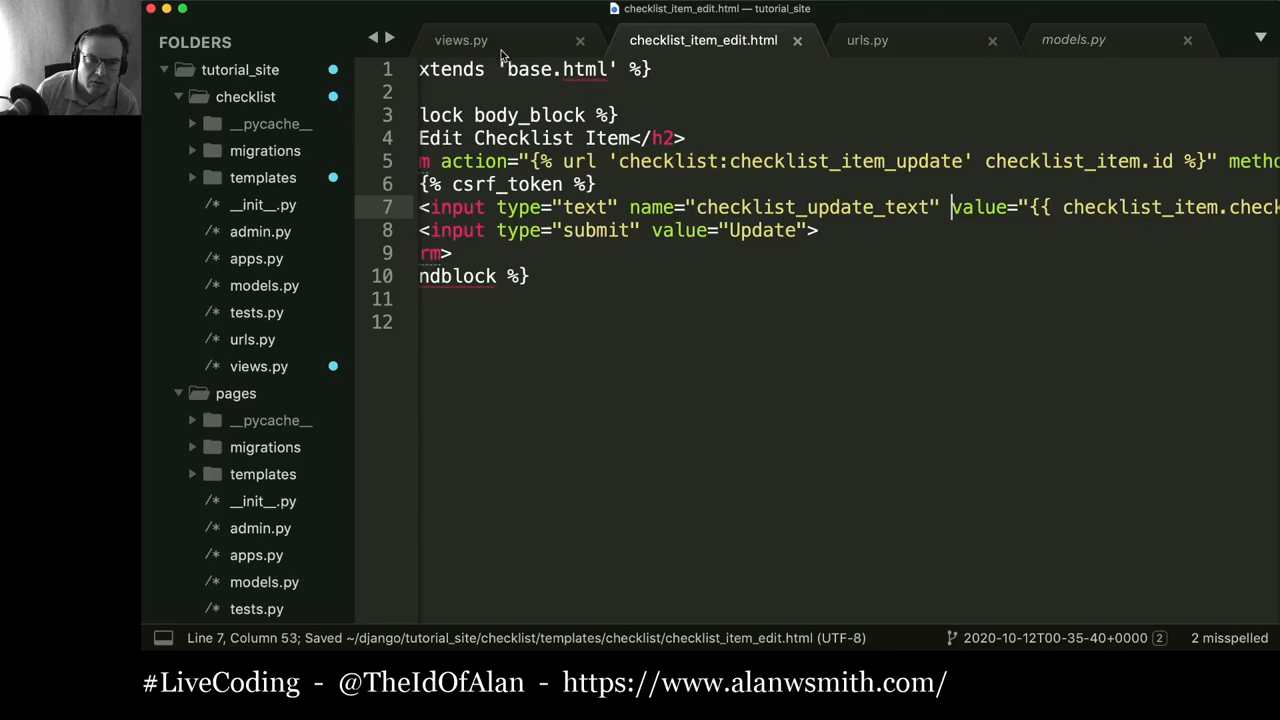 checklist_item_edit.html — tutorial_site
FOLDERS
tutorial_site
checklist
__pycache__
migrations
templates
/* __init__.py
/* admin.py
/* apps.py
/* models.py
/* tests.py
/* urls.py
/* views.py
pages
__pycache__
migrations
templates
/* __init__.py
/* admin.py
/* apps.py
/* models.py
/* tests.py
views.py
checklist_item_edit.html
urls.py
models.py
1 xtends 'base.html' %}
2
3 lock body_block %}
4 Edit Checklist Item</h2>
5 m action="{% url 'checklist:checklist_item_update' checklist_item.id %}" metho
6 {% csrf_token %}
7 <input type="text" name="checklist_update_text" value="{{ checklist_item.check
8 <input type="submit" value="Update">
9 rm>
10 ndblock %}
11
12
Line 7, Column 53; Saved ~/django/tutorial_site/checklist/templates/checklist/checklist_item_edit.html (UTF-8)
2020-10-12T00-35-40+0000 2
2 misspelled
#LiveCoding - @TheIdOfAlan - https://www.alanwsmith.com/